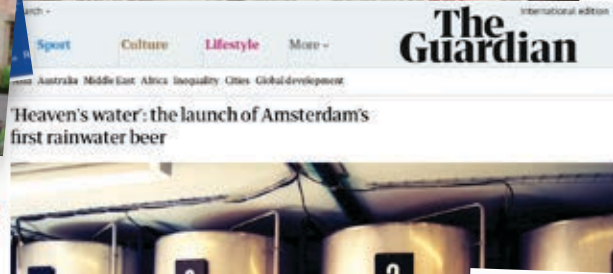 International edition
The
Guardian
Sport Culture Lifestyle More
Australia Middle East Africa Inequality Cities Global development
'Heaven's water': the launch of Amsterdam's
first rainwater beer
2